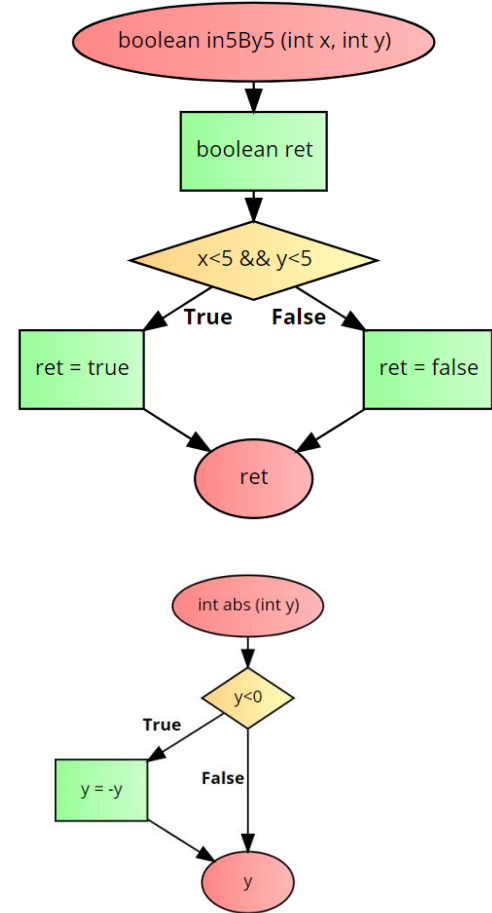 boolean in5By5 (int x, int y)
boolean ret
x<5 && y<5
True
False
ret = true
ret = false
ret
int abs (int y)
y<0
True
False
y = -y
y